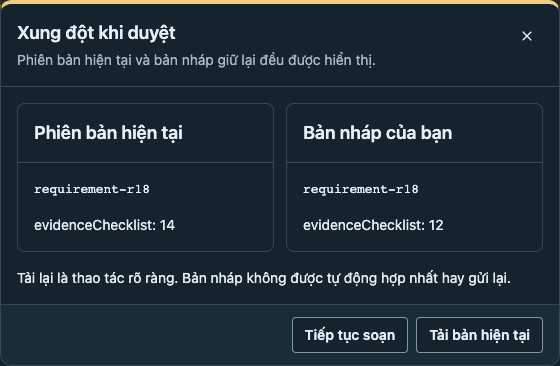 Xung đột khi duyệt
Phiên bản hiện tại và bản nháp giữ lại đều được hiển thị.
Phiên bản hiện tại
requirement-r18
evidenceChecklist: 14
Bản nháp của bạn
requirement-r18
evidenceChecklist: 12
Tải lại là thao tác rõ ràng. Bản nháp không được tự động hợp nhất hay gửi lại.
Tiếp tục soạn
Tải bản hiện tại